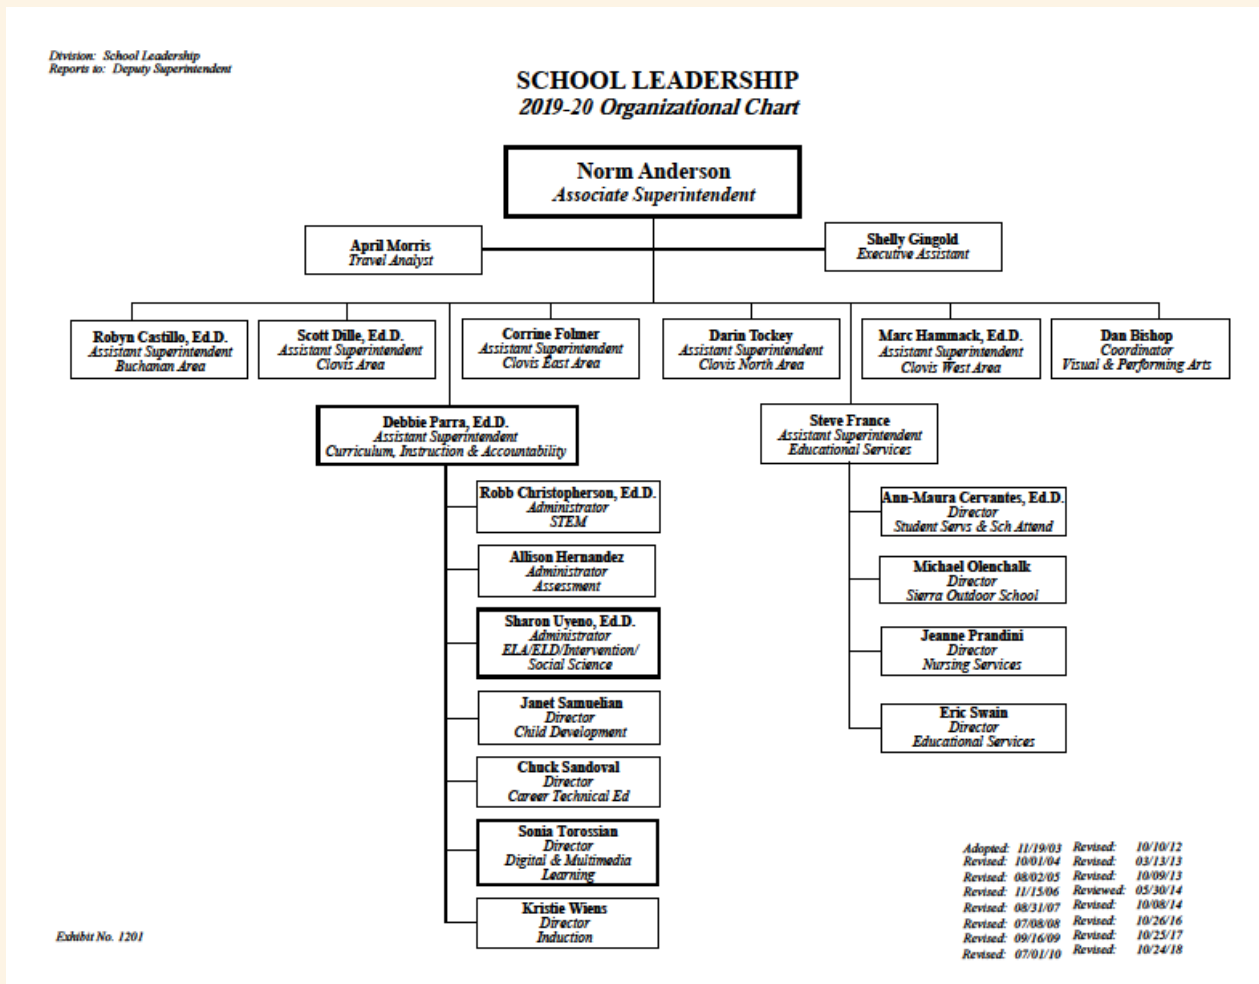 Division: School Leadership
Reports to: Deputy Superintendent
SCHOOL LEADERSHIP
2019-20 Organizational Chart
Norm Anderson
Associate Superintendent
April Morris
Travel Analyst
Shelly Gingold
Executive Assistant
Robyn Castillo, Ed.D.
Assistant Superintendent
Buchanan Area
Scott Dille, Ed.D.
Assistant Superintendent
Clovis Area
Corrine Folmer
Assistant Superintendent
Clovis East Area
Darin Tockey
Assistant Superintendent
Clovis North Area
Marc Hammack, Ed.D.
Assistant Superintendent
Clovis West Area
Dan Bishop
Coordinator
Visual & Performing Arts
Debbie Parra, Ed.D.
Assistant Superintendent
Curriculum, Instruction & Accountability
Steve France
Assistant Superintendent
Educational Services
Robb Christopherson, Ed.D.
Administrator
STEM
Allison Hernandez
Administrator
Assessment
Sharon Uyeno, Ed.D.
Administrator
ELA/ELD/Intervention/
Social Science
Janet Samuelian
Director
Child Development
Chuck Sandoval
Director
Career Technical Ed
Sonia Torossian
Director
Digital & Multimedia
Learning
Kristie Wiens
Director
Induction
Ann-Maura Cervantes, Ed.D.
Director
Student Servs & Sch Attend
Michael Olenchalk
Director
Sierra Outdoor School
Jeanne Prandini
Director
Nursing Services
Eric Swain
Director
Educational Services
Adopted: 11/19/03 Revised: 10/10/12
Revised: 10/01/04 Revised: 03/13/13
Revised: 08/02/05 Revised: 10/09/13
Revised: 11/15/06 Reviewed: 05/30/14
Revised: 08/31/07 Revised: 10/08/14
Revised: 07/08/08 Revised: 10/26/16
Revised: 09/16/09 Revised: 10/25/17
Revised: 07/01/10 Revised: 10/24/18
Exhibit No. 1201